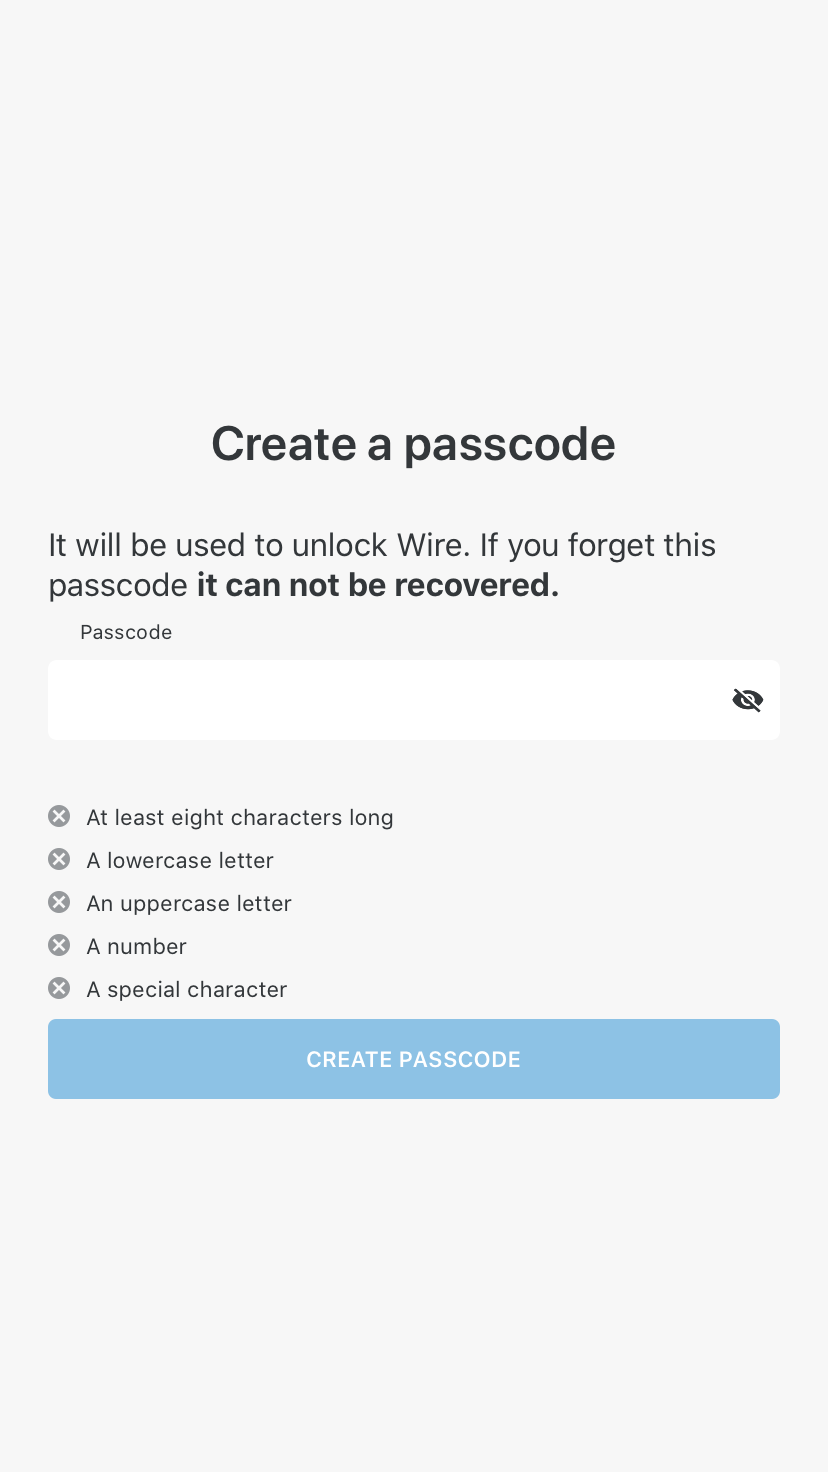 Create a passcode
It will be used to unlock Wire. If you forget this
passcode it can not be recovered.
Passcode
At least eight characters long
A lowercase letter
An uppercase letter
A number
A special character
CREATE PASSCODE